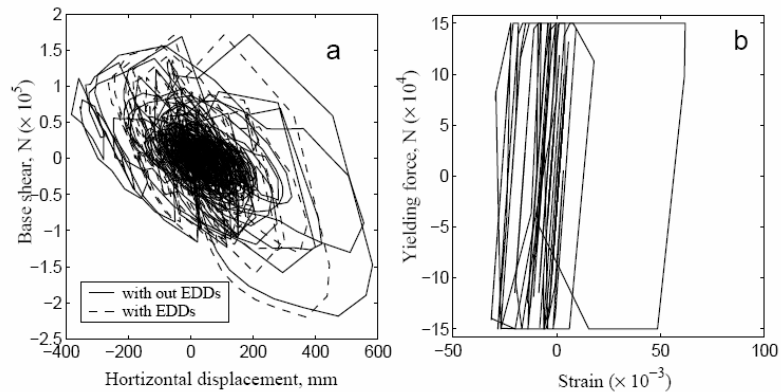 a
Base shear, N (× 10⁵)
2
1.5
1
0.5
0
−0.5
−1
−1.5
−2
−2.5
with out EDDs
with EDDs
−400 −200 0 200 400 600
Hortizontal displacement, mm
b
Yielding force, N (× 10⁴)
15
10
5
0
−5
−10
−15
−50 0 50 100
Strain (× 10⁻³)